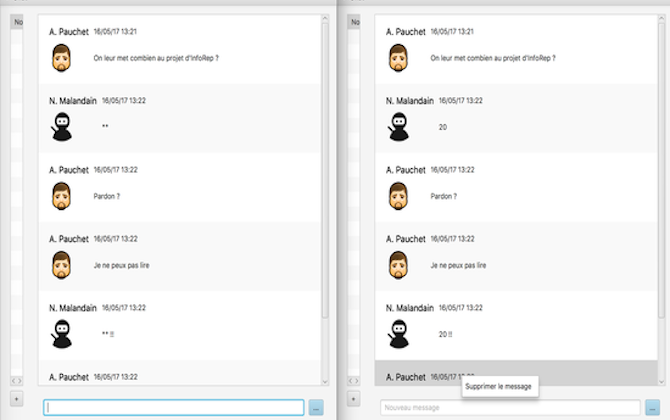 No
A. Pauchet 16/05/17 13:21
On leur met combien au projet d'InfoRep ?
N. Malandain 16/05/17 13:22
**
A. Pauchet 16/05/17 13:22
Pardon ?
A. Pauchet 16/05/17 13:22
Je ne peux pas lire
N. Malandain 16/05/17 13:22
** !!
A. Pauchet 16/05/17 13:22
< >
+
...
No
A. Pauchet 16/05/17 13:21
On leur met combien au projet d'InfoRep ?
N. Malandain 16/05/17 13:22
20
A. Pauchet 16/05/17 13:22
Pardon ?
A. Pauchet 16/05/17 13:22
Je ne peux pas lire
N. Malandain 16/05/17 13:22
20 !!
A. Pauchet 16/05/17
Supprimer le message
< >
+
Nouveau message
...